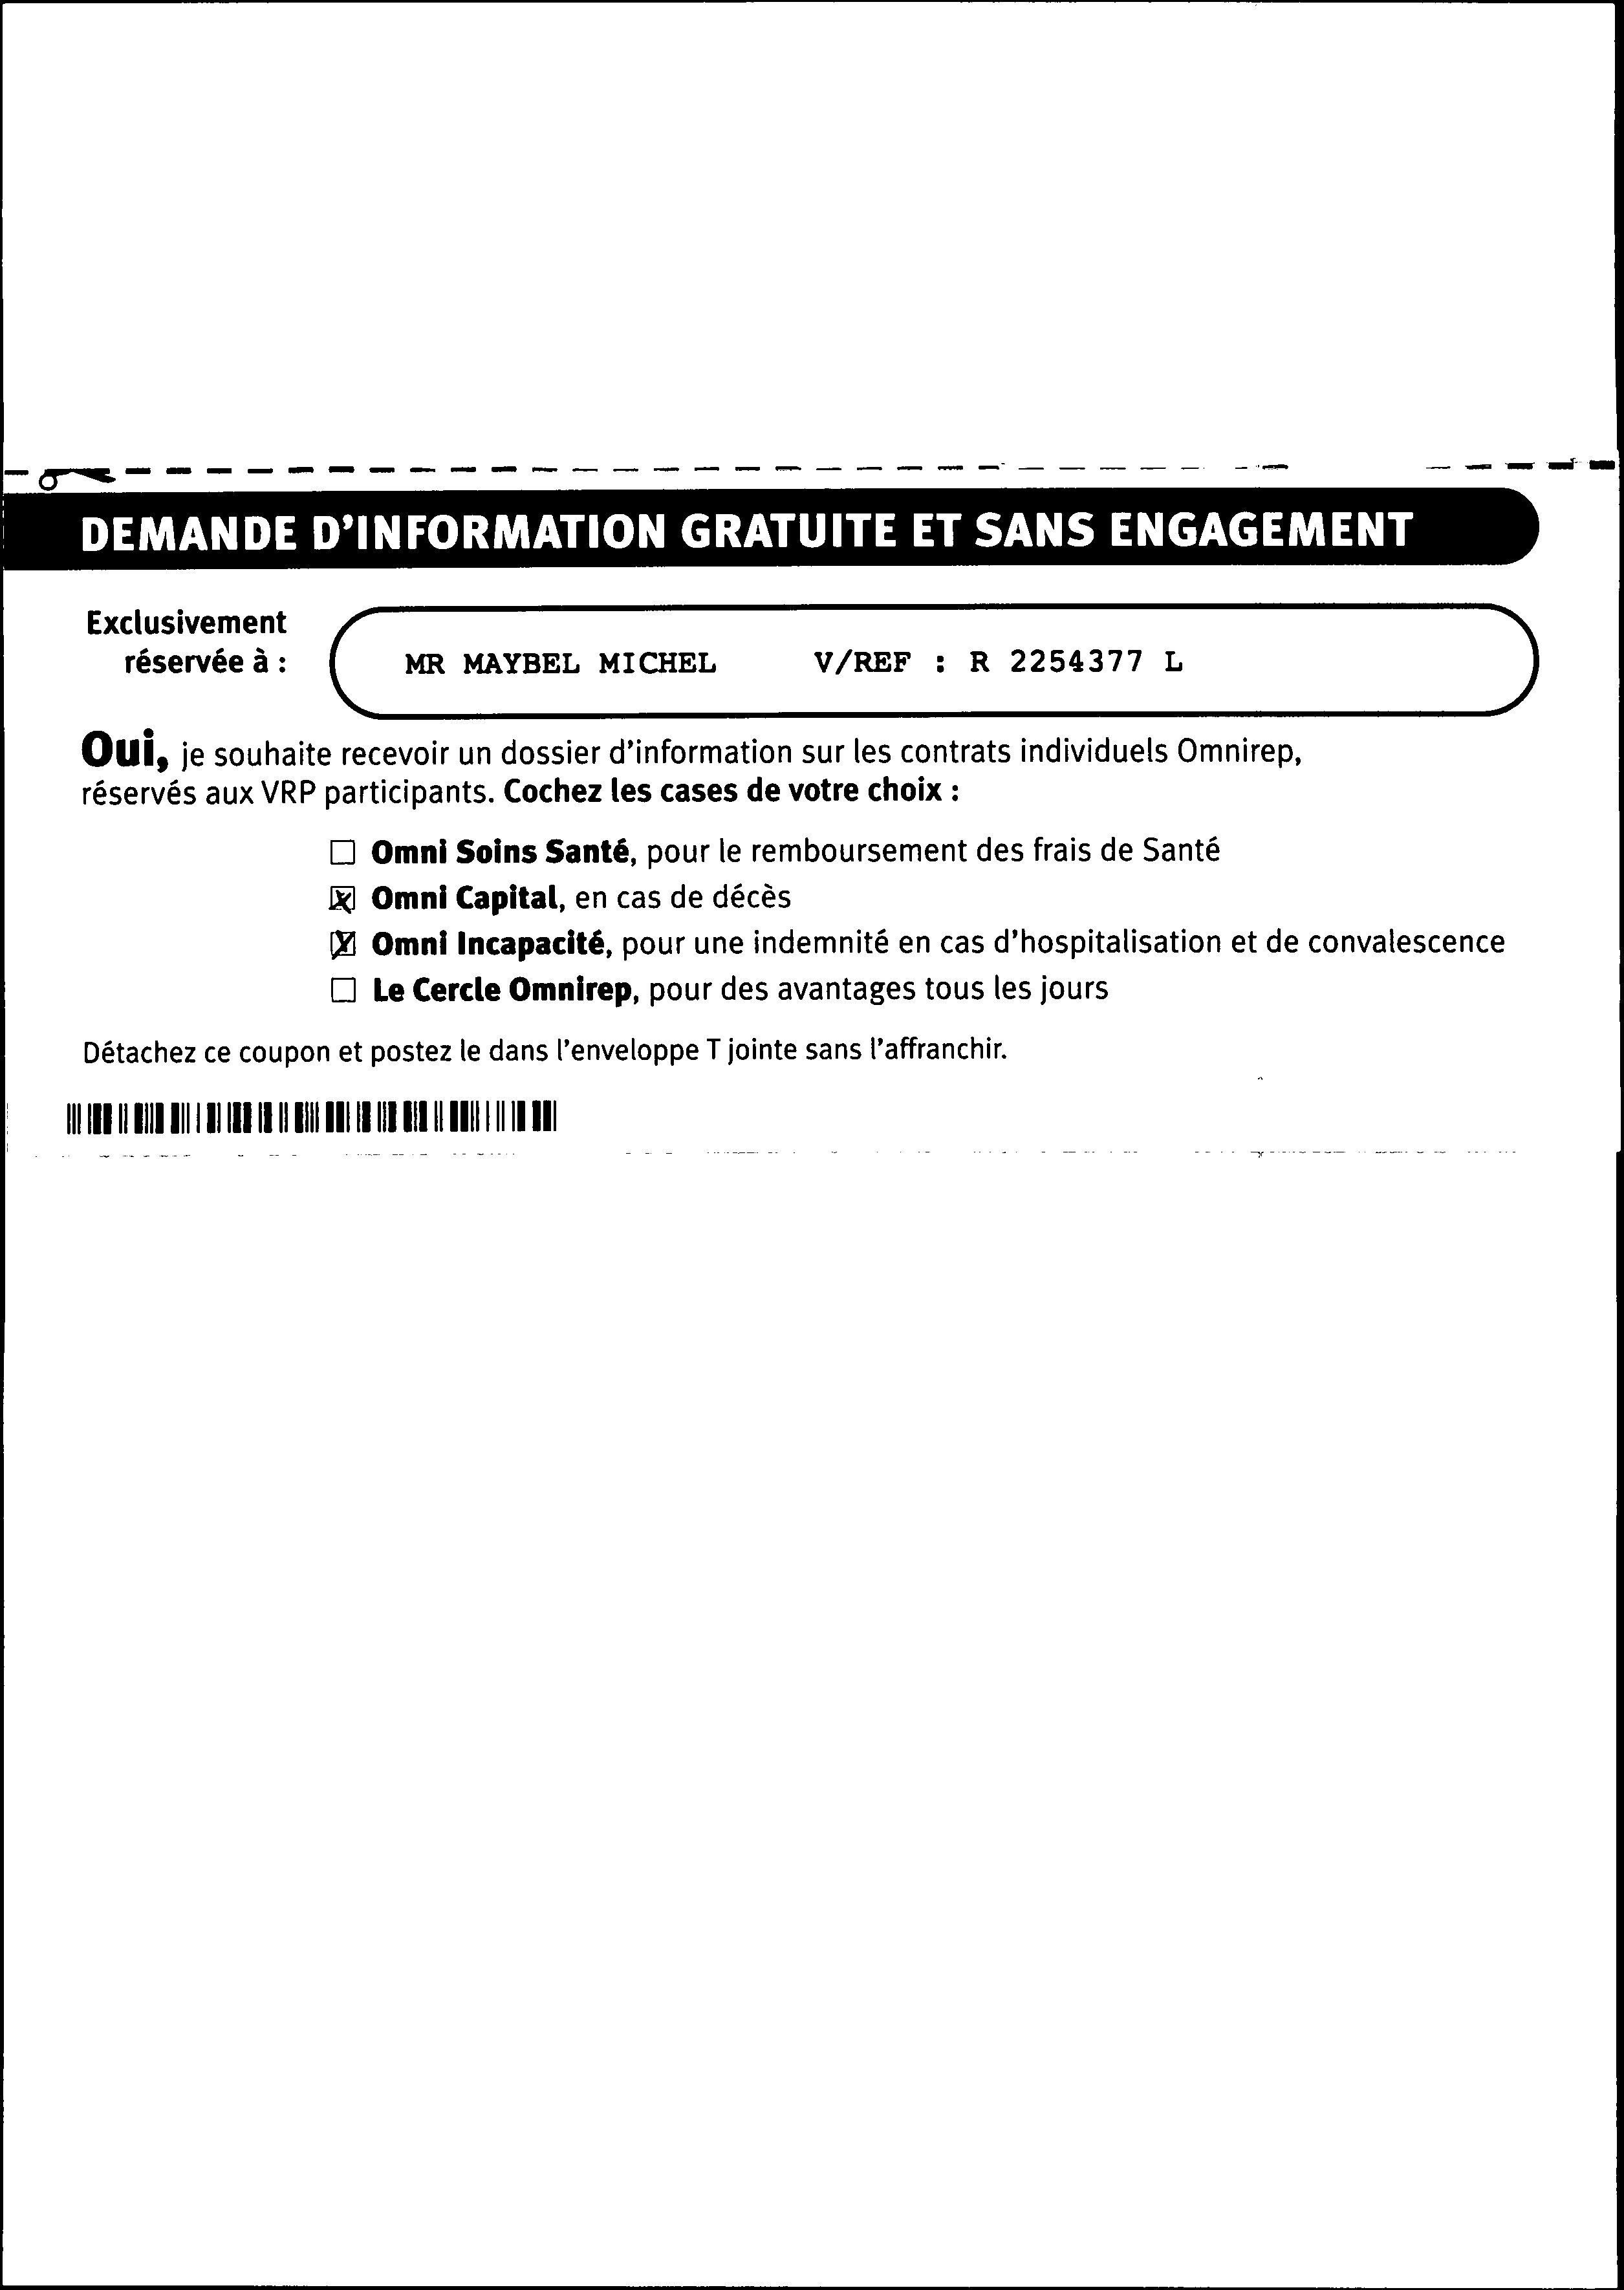 DEMANDE D'INFORMATION GRATUITE ET SANS ENGAGEMENT
Exclusivement
réservée à :
MR MAYBEL MICHEL V/REF : R 2254377 L
Oui, je souhaite recevoir un dossier d'information sur les contrats individuels Omnirep,
réservés aux VRP participants. Cochez les cases de votre choix :
☐ Omni Soins Santé, pour le remboursement des frais de Santé
☒ Omni Capital, en cas de décès
☒ Omni Incapacité, pour une indemnité en cas d'hospitalisation et de convalescence
☐ Le Cercle Omnirep, pour des avantages tous les jours
Détachez ce coupon et postez le dans l'enveloppe T jointe sans l'affranchir.